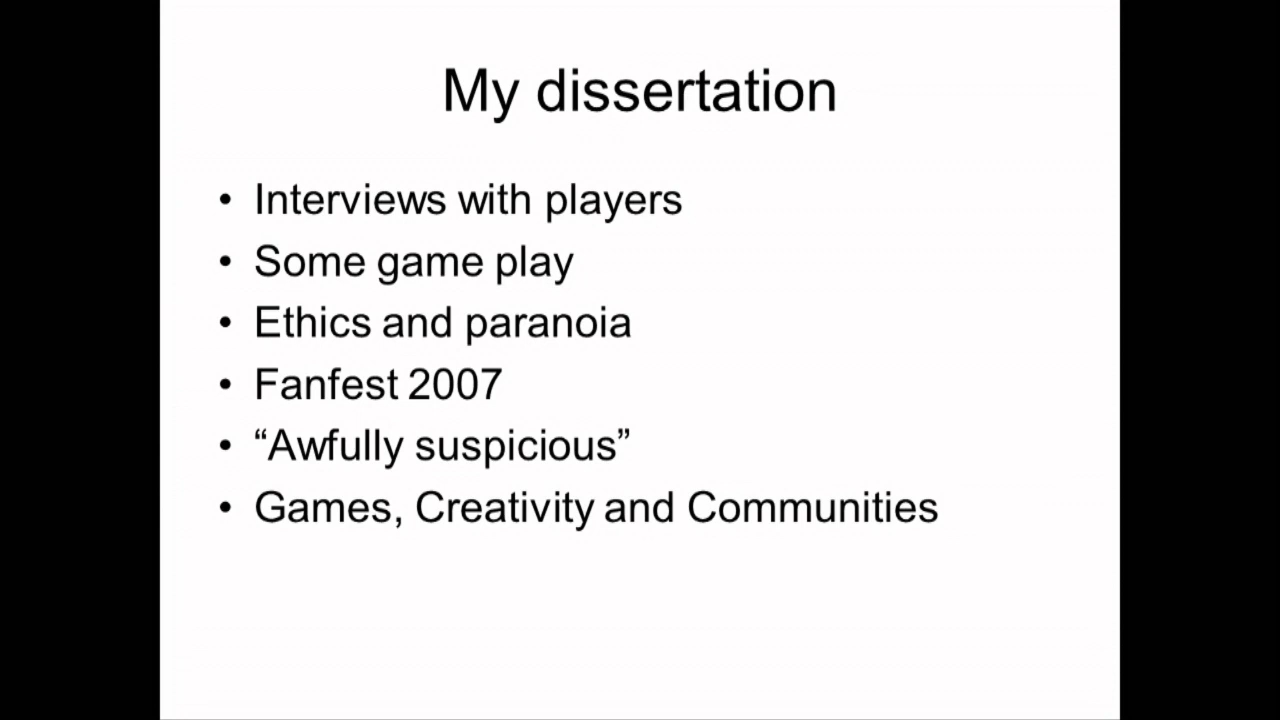 My dissertation
• Interviews with players
• Some game play
• Ethics and paranoia
• Fanfest 2007
• “Awfully suspicious”
• Games, Creativity and Communities